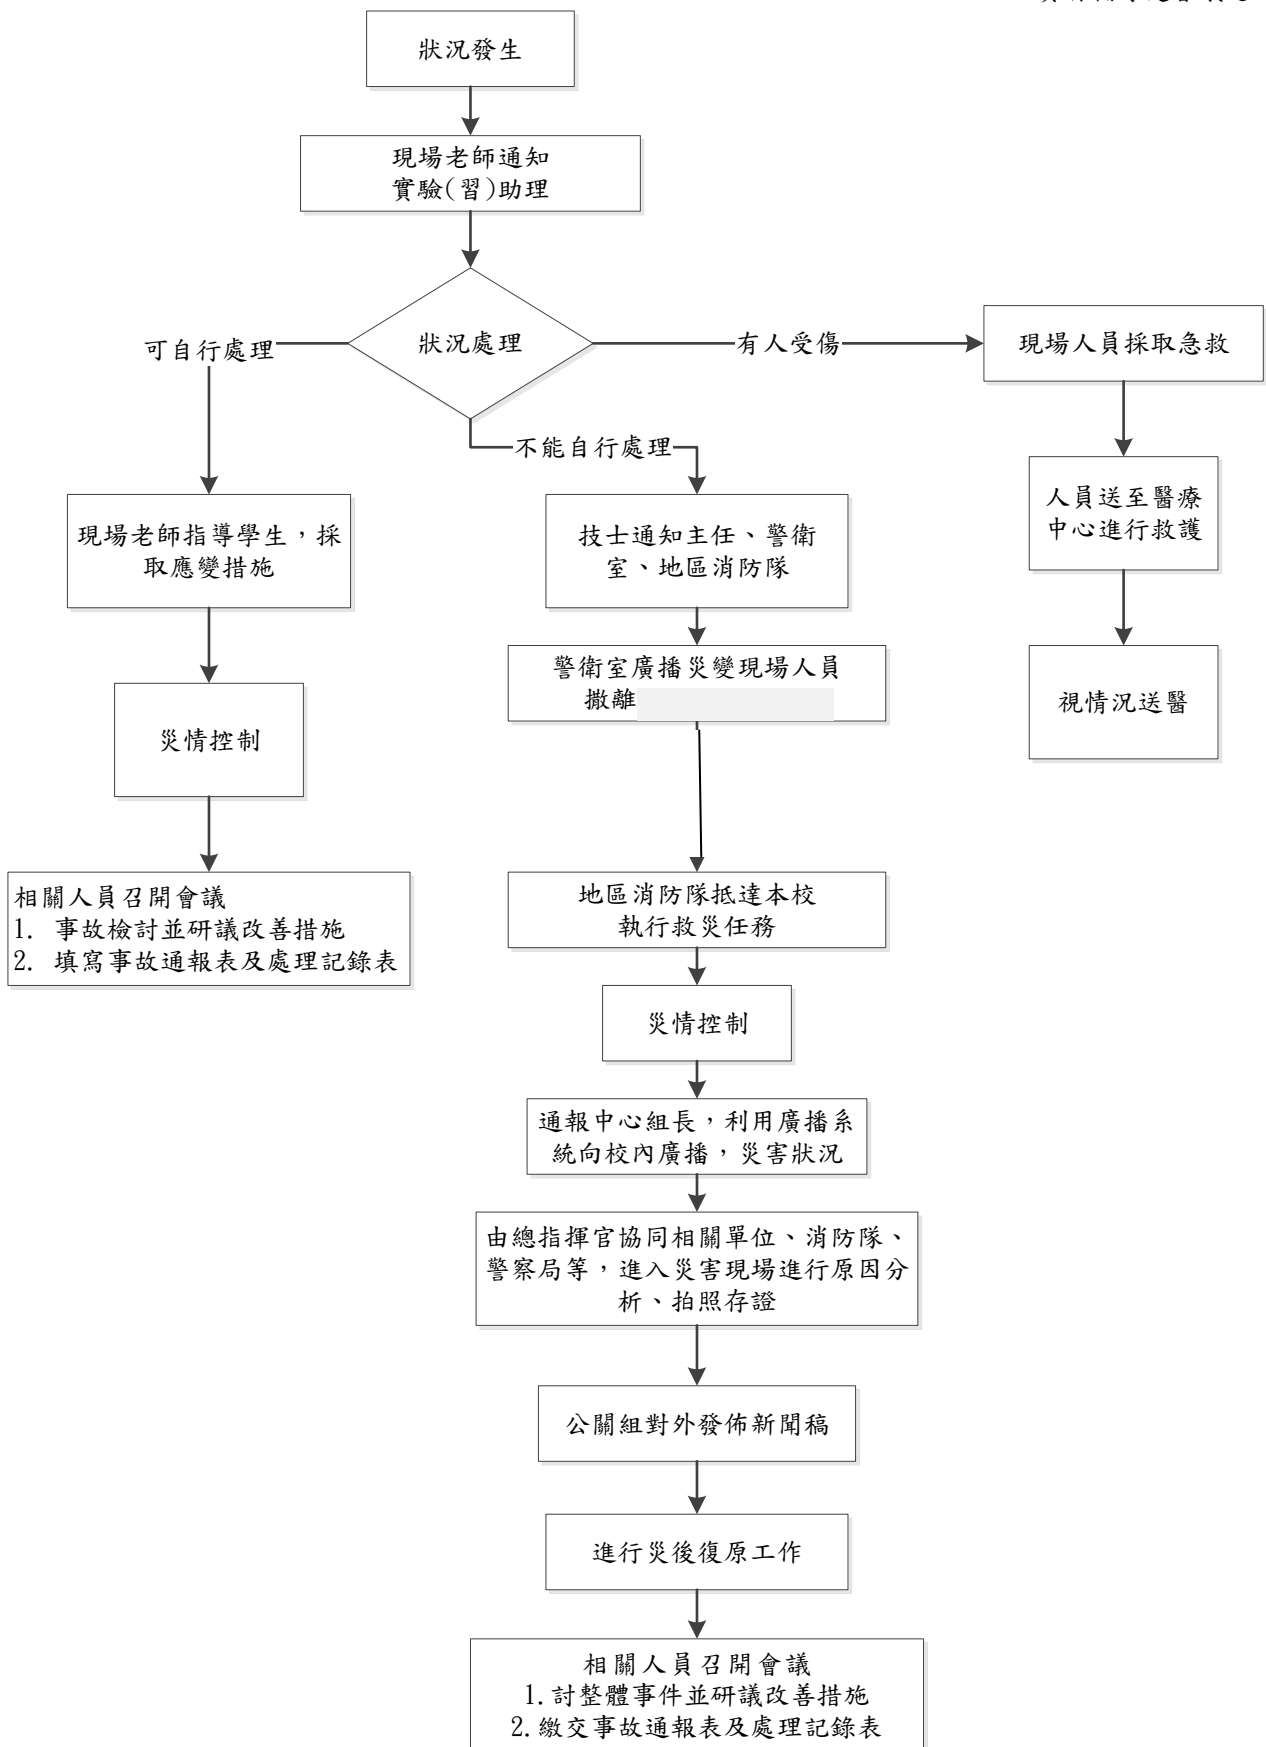 狀況發生
現場老師通知
實驗(習)助理
狀況處理
可自行處理
有人受傷
不能自行處理
現場人員採取急救
人員送至醫療
中心進行救護
視情況送醫
現場老師指導學生，採
取應變措施
災情控制
相關人員召開會議
1. 事故檢討並研議改善措施
2. 填寫事故通報表及處理記錄表
技士通知主任、警衛
室、地區消防隊
警衛室廣播災變現場人員
撤離
地區消防隊抵達本校
執行救災任務
災情控制
通報中心組長，利用廣播系
統向校內廣播，災害狀況
由總指揮官協同相關單位、消防隊、
警察局等，進入災害現場進行原因分
析、拍照存證
公關組對外發佈新聞稿
進行災後復原工作
相關人員召開會議
1.討整體事件並研議改善措施
2.繳交事故通報表及處理記錄表